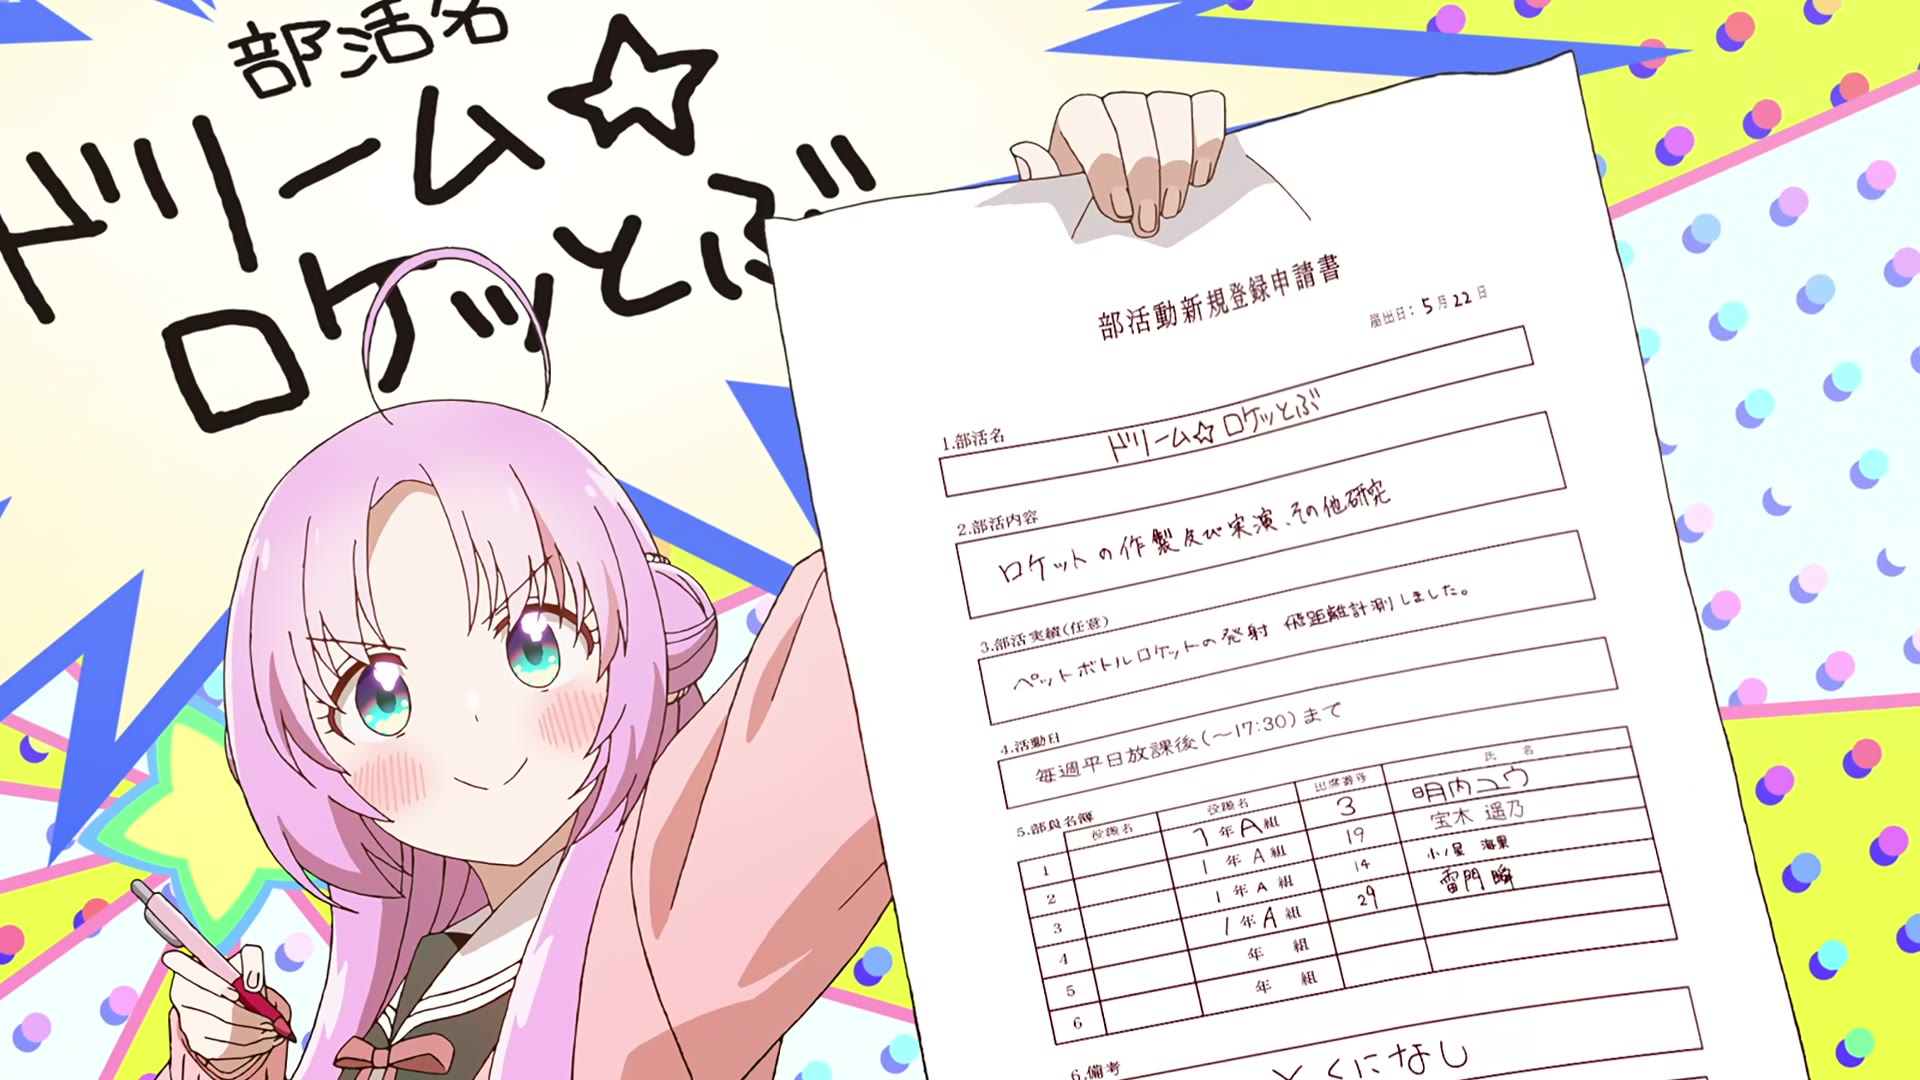 部活名
ドリーム☆
ロケッとぶ
部活動新規登録申請書
届出日: 5月22日
1.部活名
ドリーム☆ロケッとぶ
2.部活内容
ロケットの作製及び実演、その他研究
3.部活実績(任意)
ペットボトルロケットの発射 飛距離計測しました。
4.活動日
毎週平日放課後(〜17:30)まで
5.部員名簿
役職名 役職名 出席番号 氏名
1 1年A組 3 明内ユウ
2 1年A組 19 宝木遥乃
3 1年A組 14 小ノ星海果
4 1年A組 29 雷門瞬
5 年 組
6 年 組
6.備考
とくになし